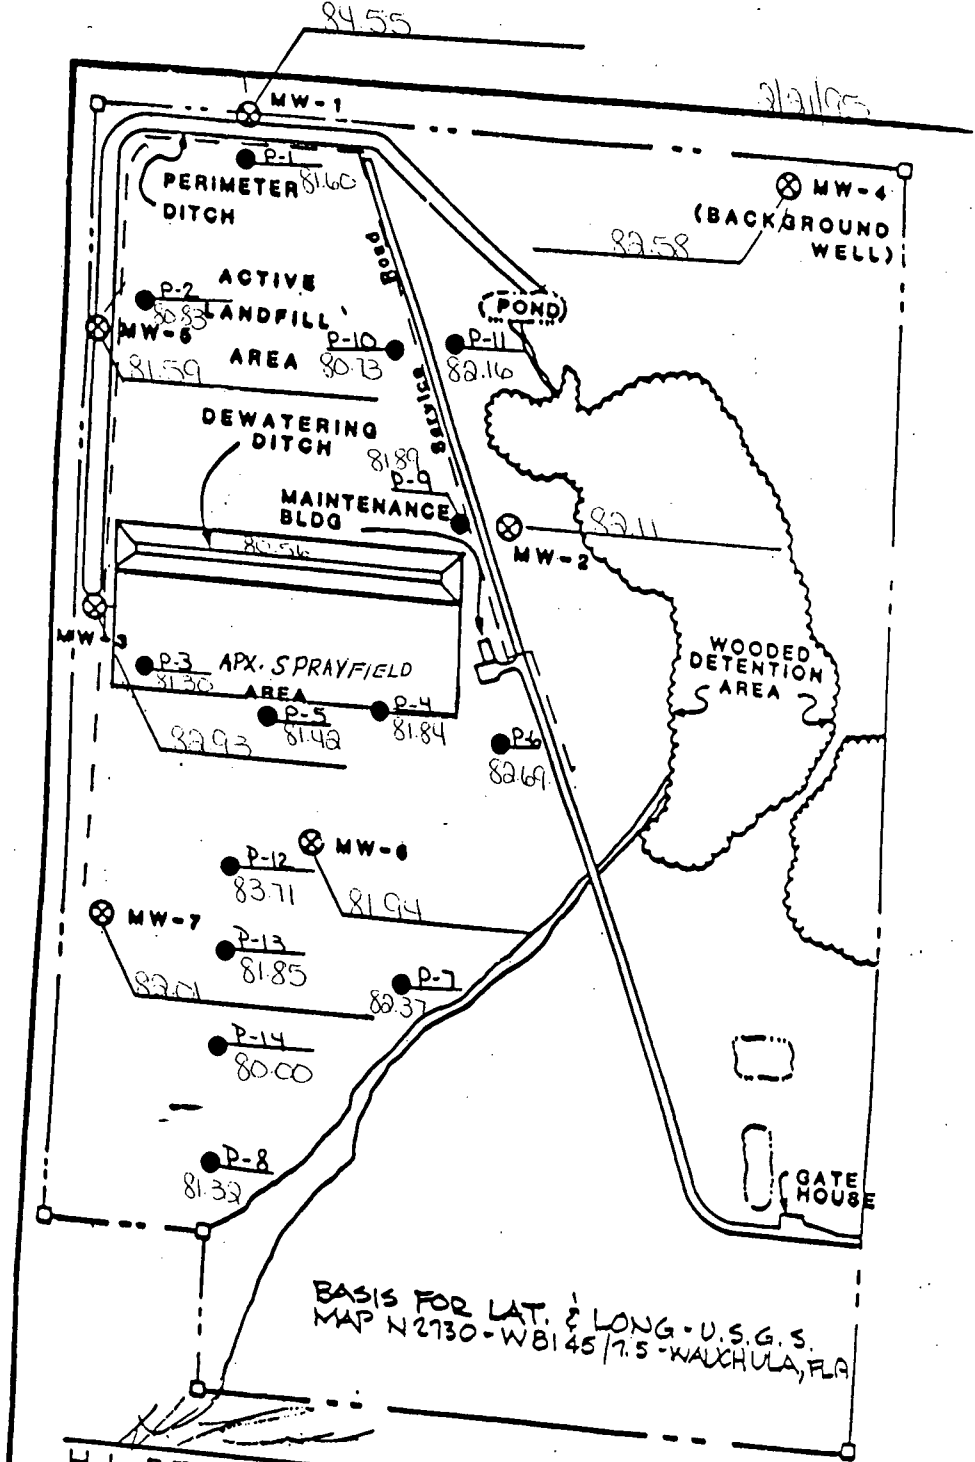 84.55
MW-1
2/21/95
P-1
81.60
PERIMETER
DITCH
MW-4
(BACKGROUND
WELL)
82.58
Road
P-2
80.83
ACTIVE
LANDFILL
AREA
MW-5
81.59
POND
P-10
80.73
P-11
82.16
Service
DEWATERING
DITCH
81.89
P-9
MAINTENANCE
BLDG
80.56
82.11
MW-2
MW-3
P-3
81.30
APX. SPRAYFIELD
AREA
P-5
81.42
P-4
81.84
82.93
P-6
82.69
WOODED
DETENTION
AREA
MW-6
P-12
83.71
81.94
MW-7
P-13
81.85
82.01
P-7
82.37
P-14
80.00
P-8
81.32
GATE
HOUSE
BASIS FOR LAT. & LONG - U.S.G.S.
MAP N2730-W8145/7.5-WAUCHULA, FLA